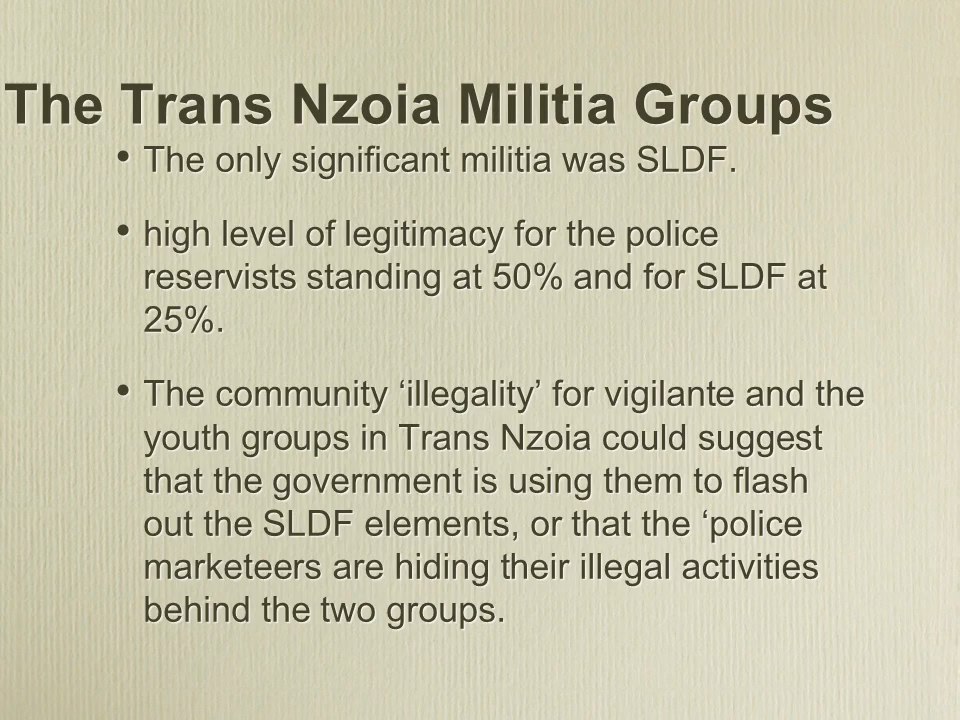 The Trans Nzoia Militia Groups
• The only significant militia was SLDF.
• high level of legitimacy for the police
reservists standing at 50% and for SLDF at
25%.
• The community ‘illegality’ for vigilante and the
youth groups in Trans Nzoia could suggest
that the government is using them to flash
out the SLDF elements, or that the ‘police
marketeers are hiding their illegal activities
behind the two groups.